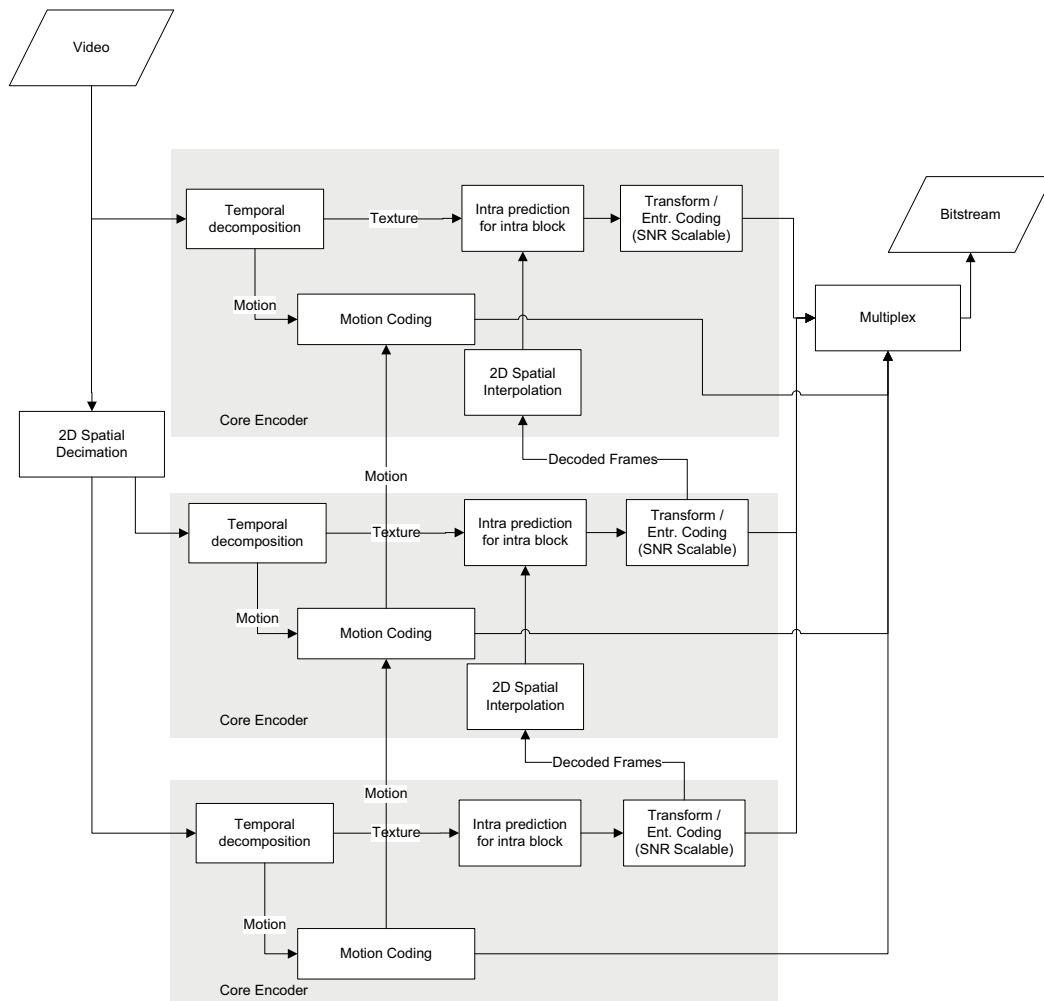 Video
Temporal
decomposition
Texture
Intra prediction
for intra block
Transform /
Entr. Coding
(SNR Scalable)
Bitstream
Motion
Motion Coding
Multiplex
2D Spatial
Interpolation
Core Encoder
2D Spatial
Decimation
Decoded Frames
Motion
Temporal
decomposition
Texture
Intra prediction
for intra block
Transform /
Entr. Coding
(SNR Scalable)
Motion
Motion Coding
2D Spatial
Interpolation
Core Encoder
Decoded Frames
Motion
Temporal
decomposition
Texture
Intra prediction
for intra block
Transform /
Ent. Coding
(SNR Scalable)
Motion
Motion Coding
Core Encoder